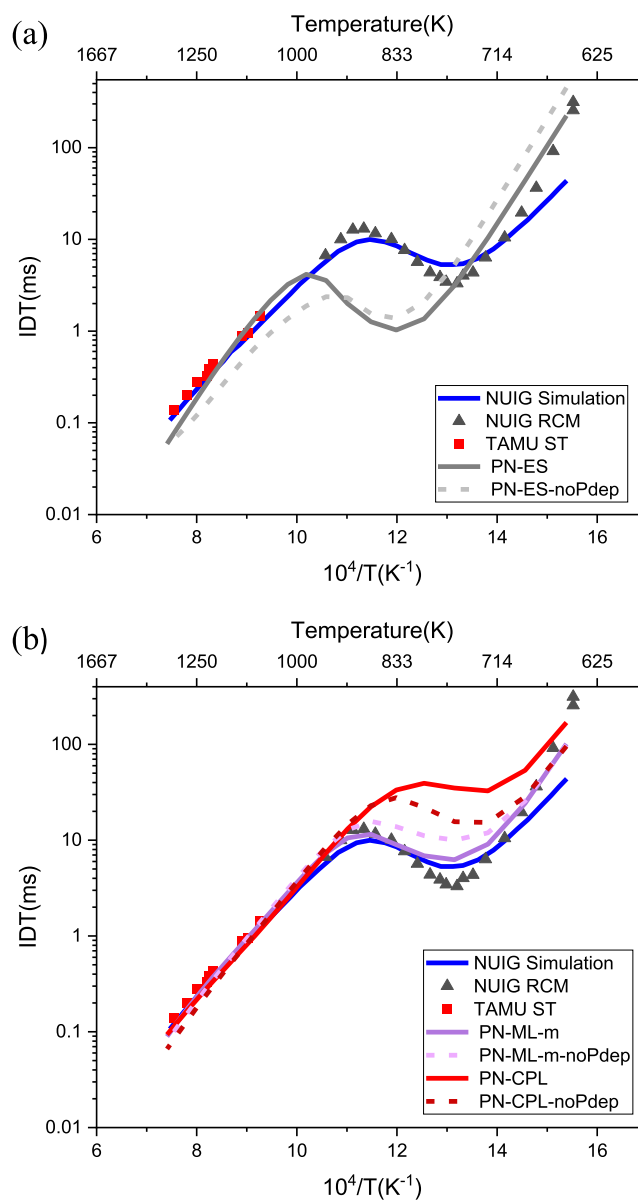 (a)
Temperature(K)
1667 1250 1000 833 714 625
100
10
1
0.1
0.01
IDT(ms)
NUIG Simulation
NUIG RCM
TAMU ST
PN-ES
PN-ES-noPdep
6 8 10 12 14 16
10⁴/T(K⁻¹)
(b)
Temperature(K)
1667 1250 1000 833 714 625
100
10
1
0.1
0.01
IDT(ms)
NUIG Simulation
NUIG RCM
TAMU ST
PN-ML-m
PN-ML-m-noPdep
PN-CPL
PN-CPL-noPdep
6 8 10 12 14 16
10⁴/T(K⁻¹)